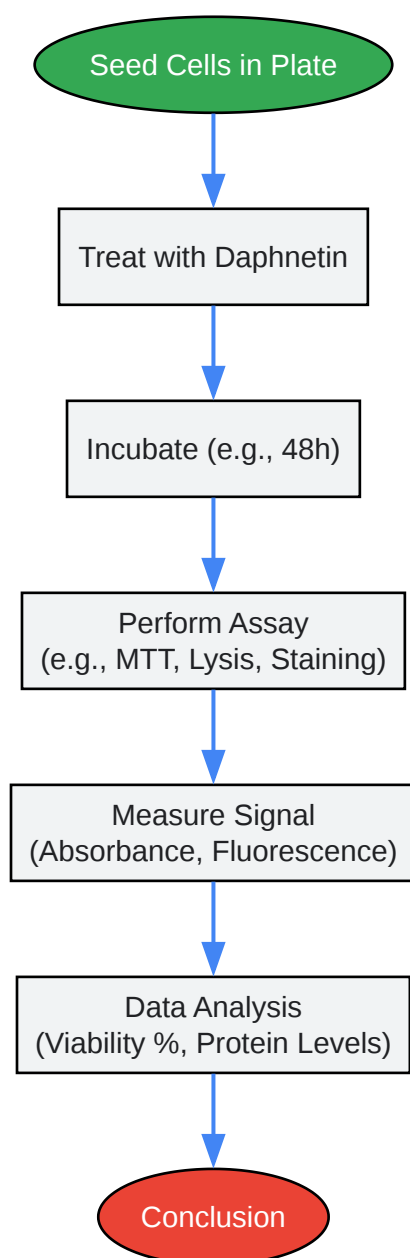 Seed Cells in Plate
Treat with Daphnetin
Incubate (e.g., 48h)
Perform Assay
(e.g., MTT, Lysis, Staining)
Measure Signal
(Absorbance, Fluorescence)
Data Analysis
(Viability %, Protein Levels)
Conclusion